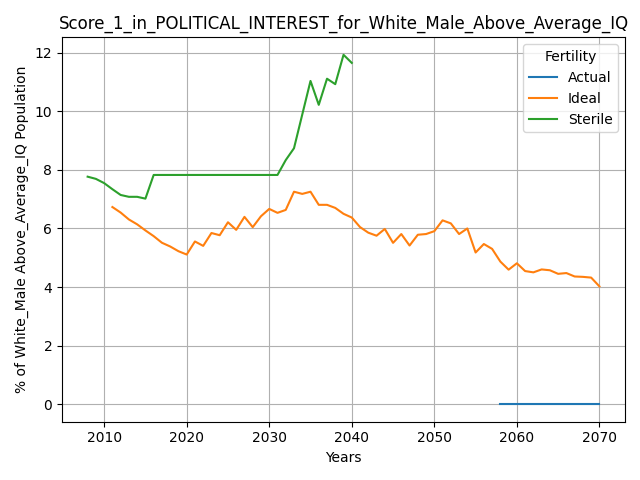 Score_1_in_POLITICAL_INTEREST_for_White_Male_Above_Average_IQ
Fertility
Actual
Ideal
Sterile
% of White_Male Above_Average_IQ Population
12
10
8
6
4
2
0
2010 2020 2030 2040 2050 2060 2070
Years